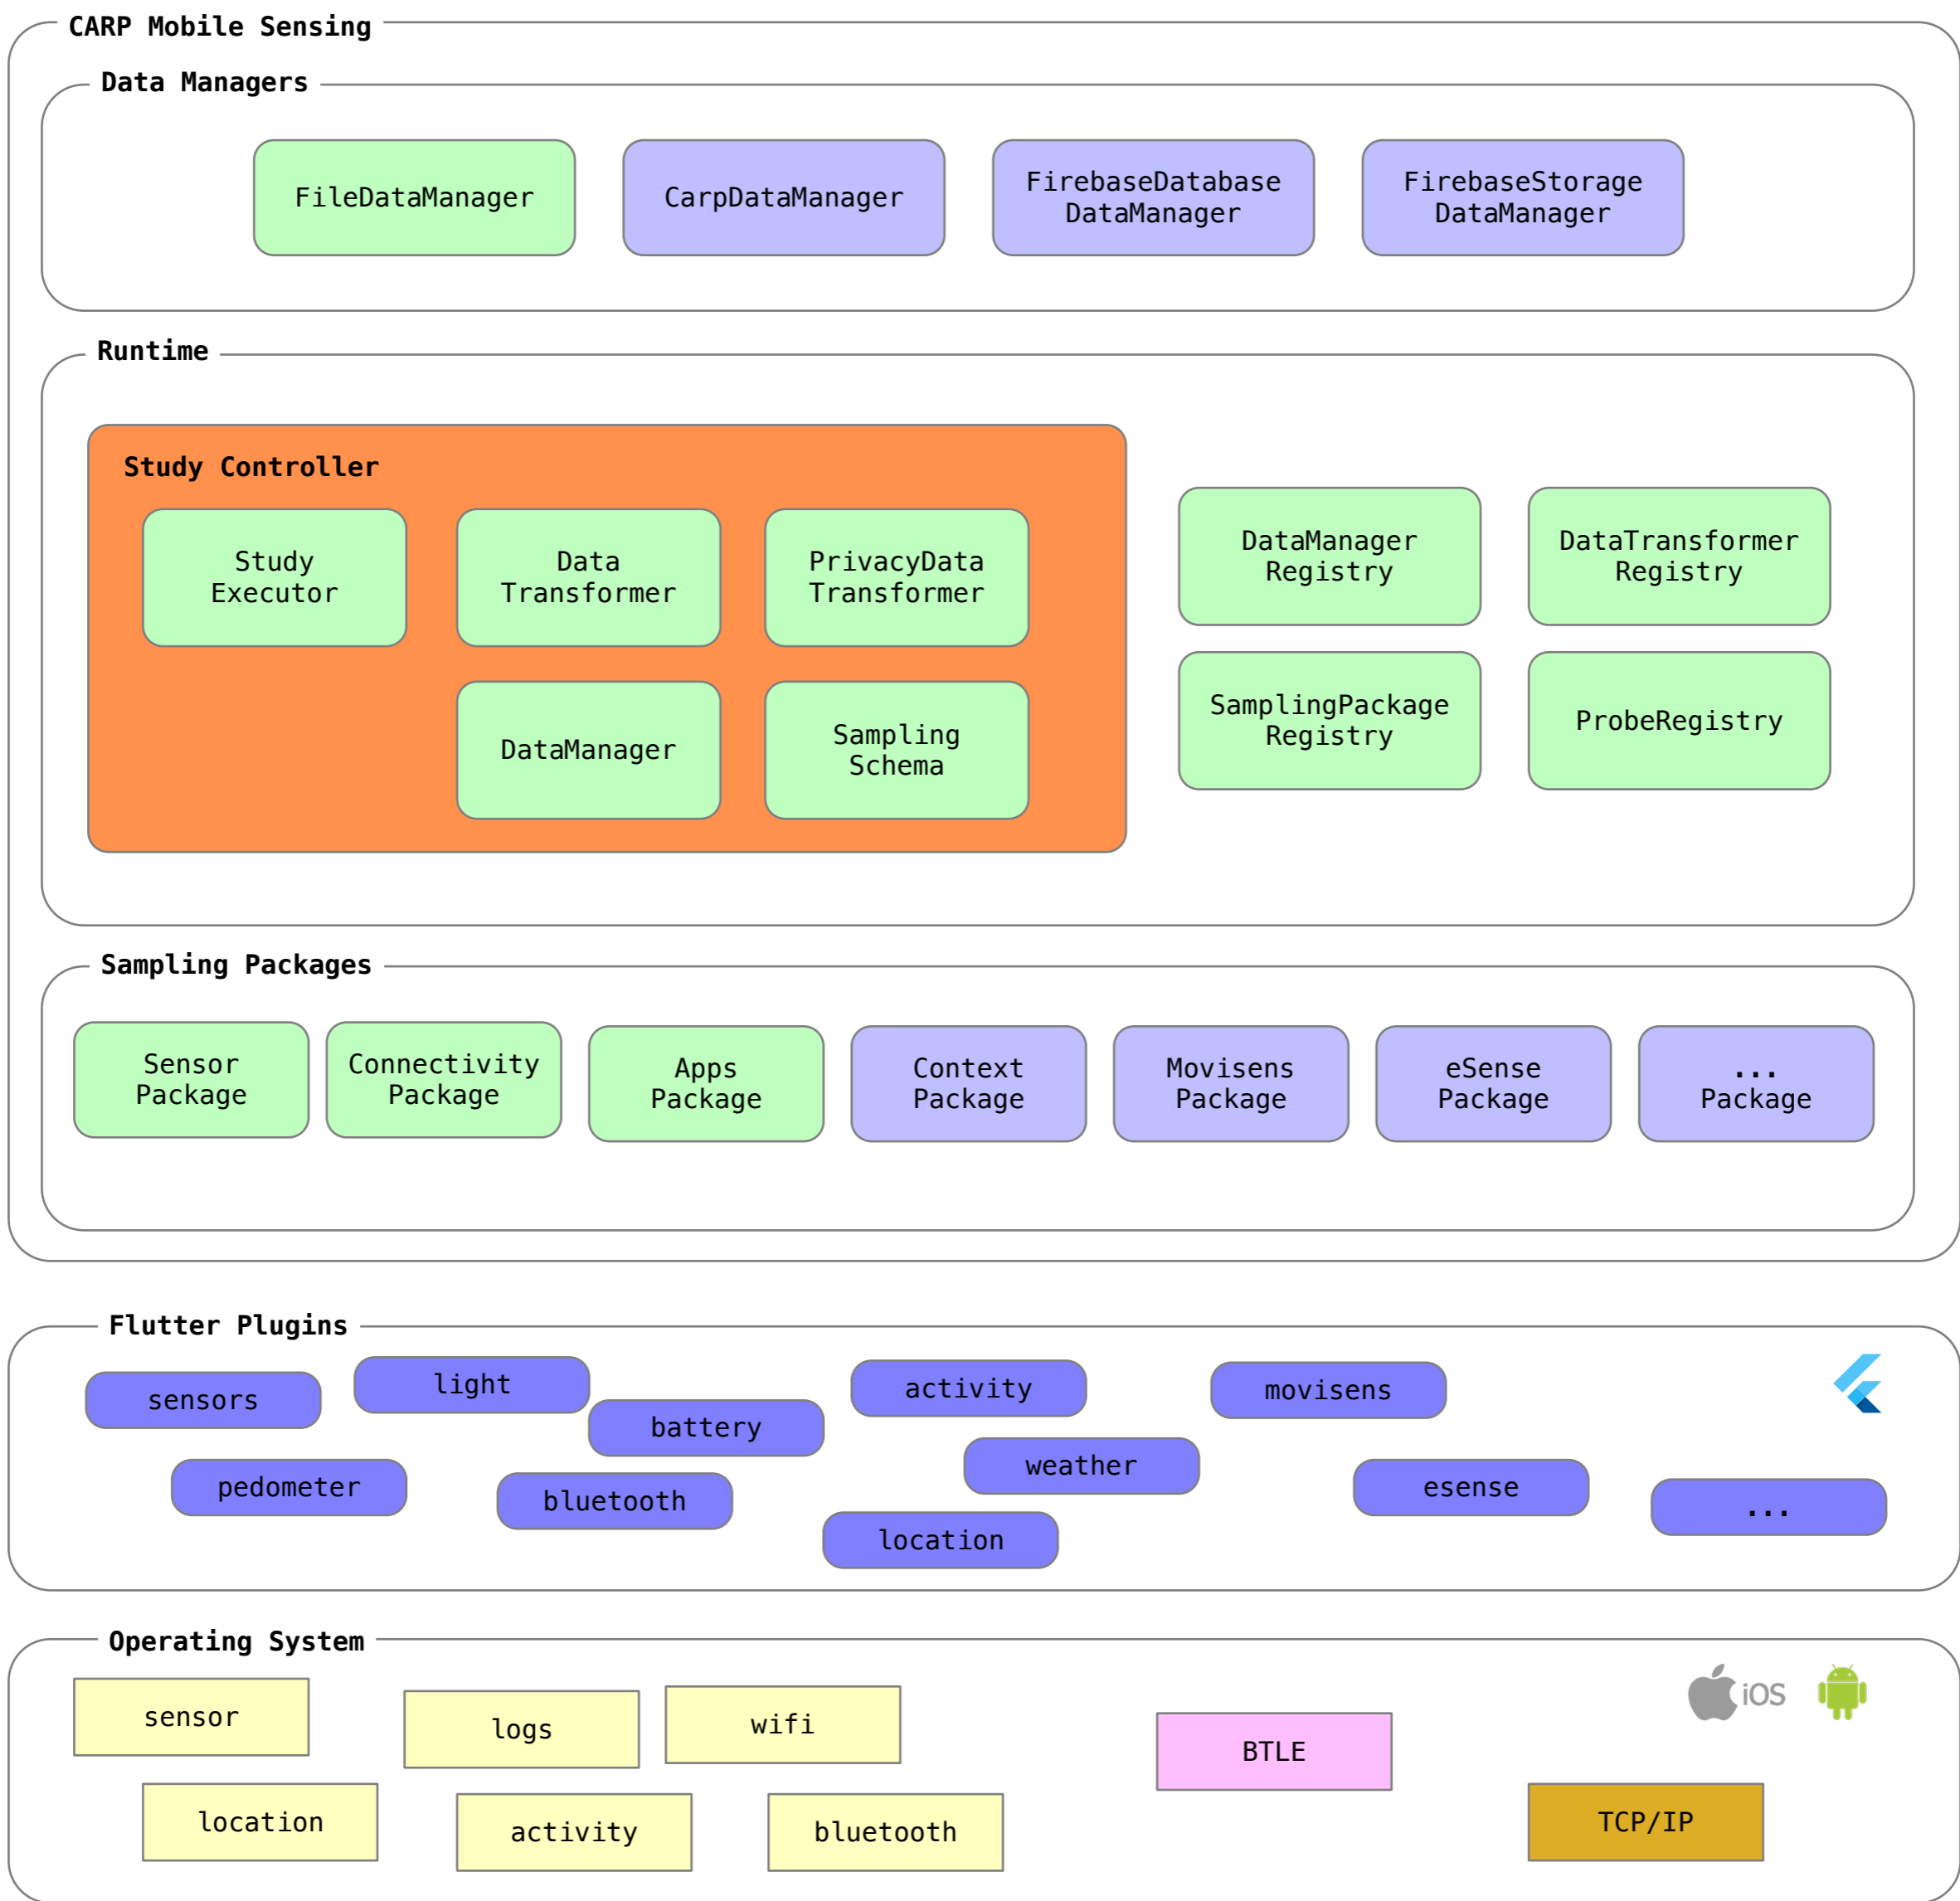 CARP Mobile Sensing
Data Managers
FileDataManager
CarpDataManager
FirebaseDatabase
DataManager
FirebaseStorage
DataManager
Runtime
Study Controller
Study
Executor
Data
Transformer
PrivacyData
Transformer
DataManager
Sampling
Schema
DataManager
Registry
DataTransformer
Registry
SamplingPackage
Registry
ProbeRegistry
Sampling Packages
Sensor
Package
Connectivity
Package
Apps
Package
Context
Package
Movisens
Package
eSense
Package
...
Package
Flutter Plugins
sensors
light
battery
activity
movisens
pedometer
bluetooth
weather
location
esense
...
Operating System
sensor
logs
wifi
BTLE
iOS
location
activity
bluetooth
TCP/IP